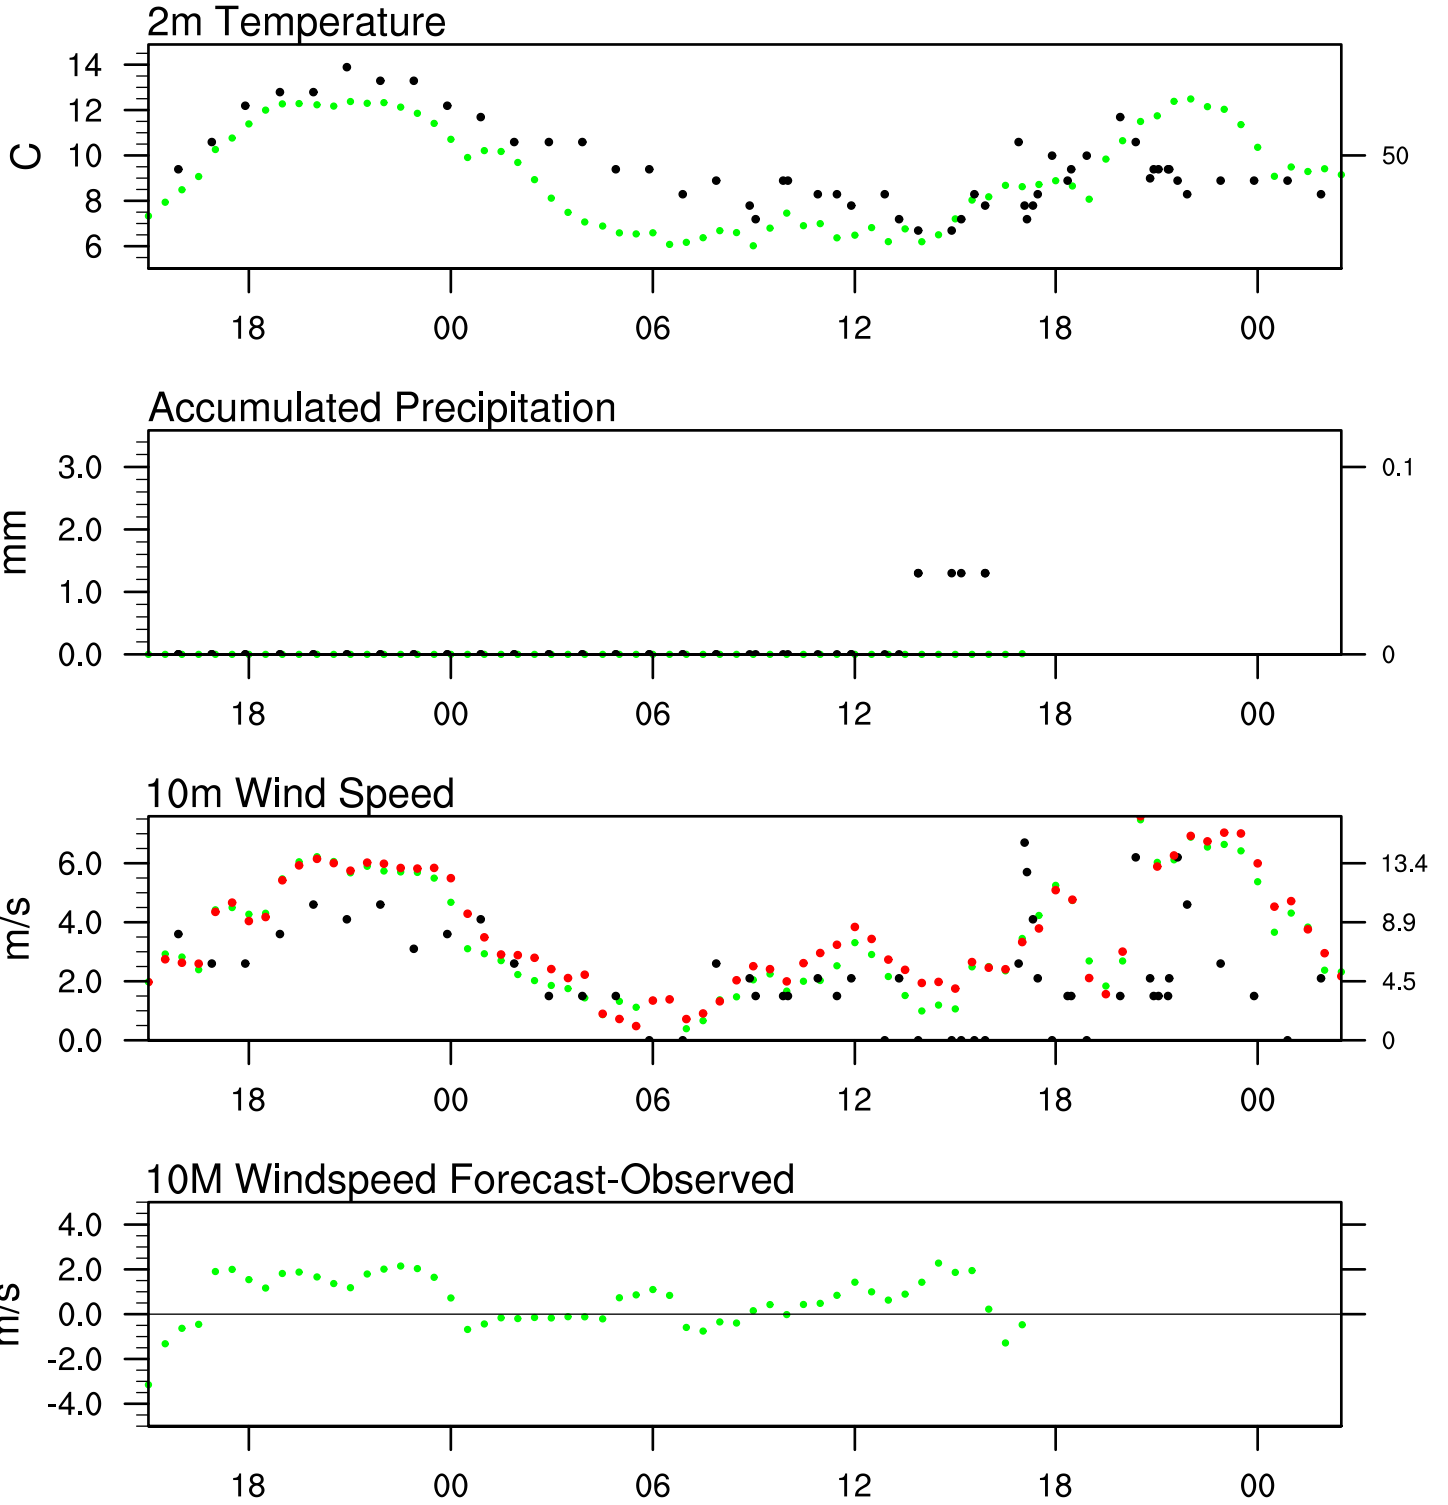 2m Temperature
14
12
10
8
6
C
50
18 00 06 12 18 00
Accumulated Precipitation
3.0
2.0
1.0
0.0
mm
0.1
0
18 00 06 12 18 00
10m Wind Speed
6.0
4.0
2.0
0.0
m/s
13.4
8.9
4.5
0
18 00 06 12 18 00
10M Windspeed Forecast-Observed
4.0
2.0
0.0
-2.0
-4.0
m/s
18 00 06 12 18 00